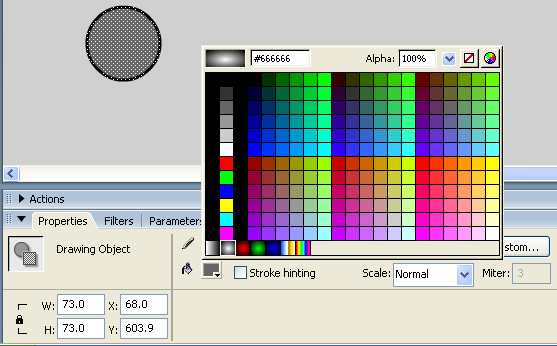 #666666 Alpha: 100%
Actions
Properties Filters Parameters
Drawing Object stom...
Stroke hinting Scale: Normal Miter: 3
W: 73.0 X: 68.0
H: 73.0 Y: 603.9